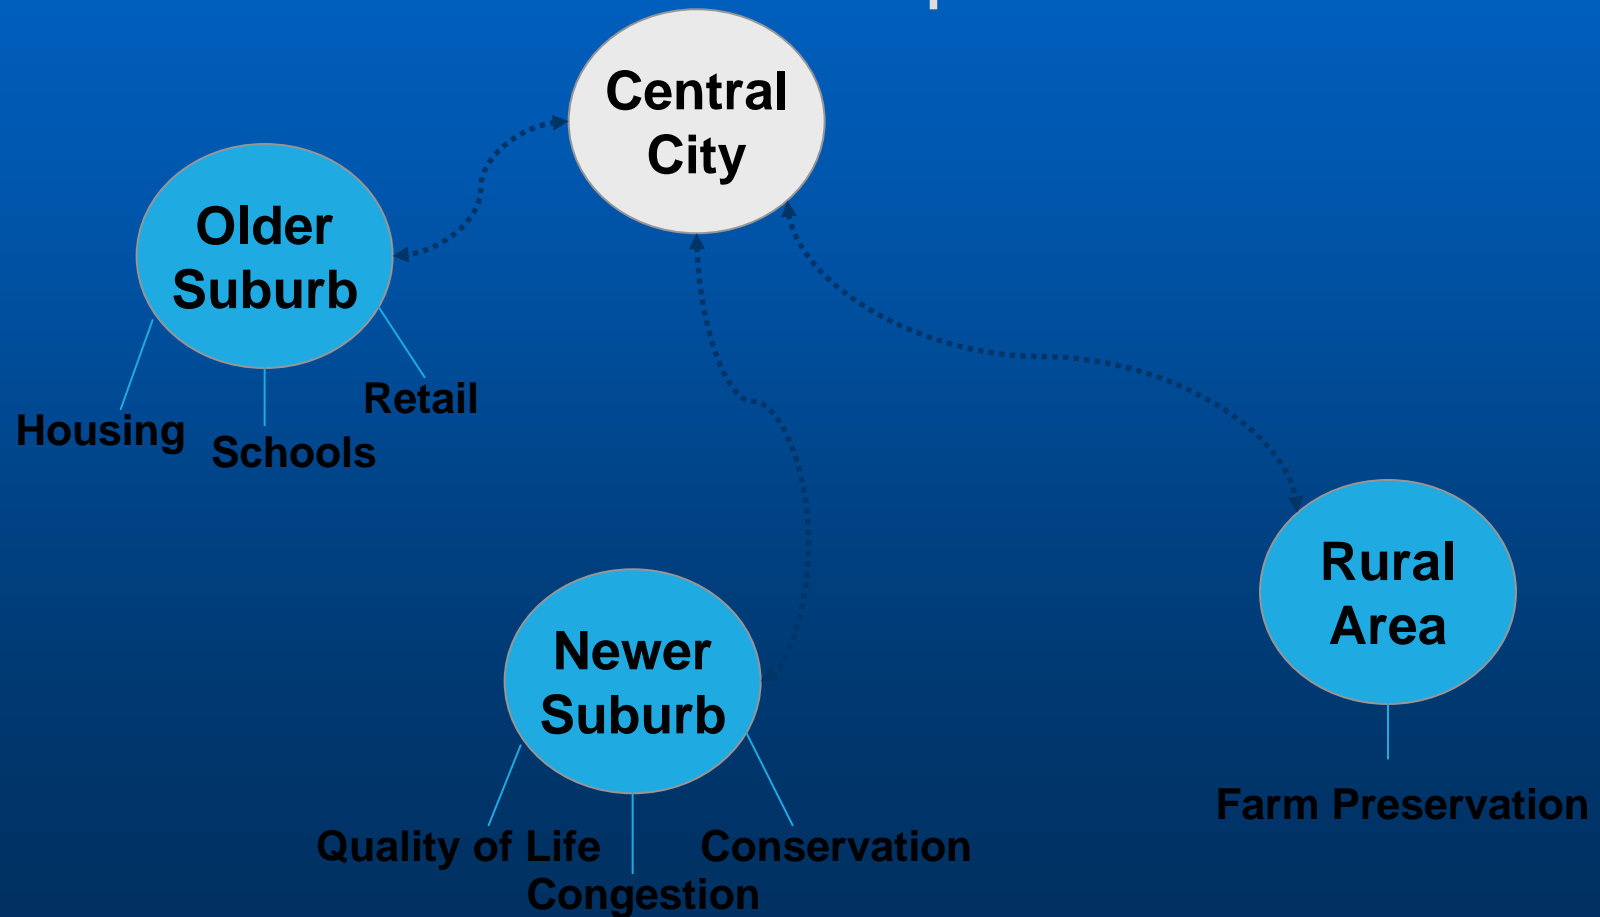 Central
City
Older
Suburb
Retail
Housing
Schools
Rural
Area
Newer
Suburb
Farm Preservation
Quality of Life
Conservation
Congestion